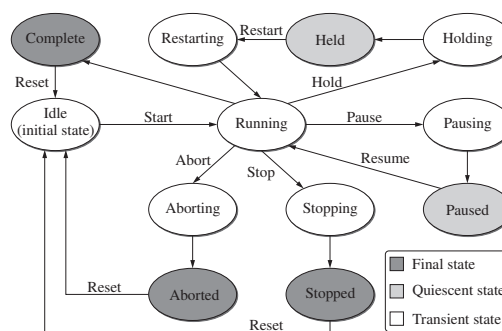 Complete
Restarting
Restart
Held
Holding
Reset
Hold
Idle
(initial state)
Start
Running
Pause
Pausing
Abort
Stop
Resume
Aborting
Stopping
Paused
Reset
Aborted
Stopped
Reset
Final state
Quiescent state
Transient state